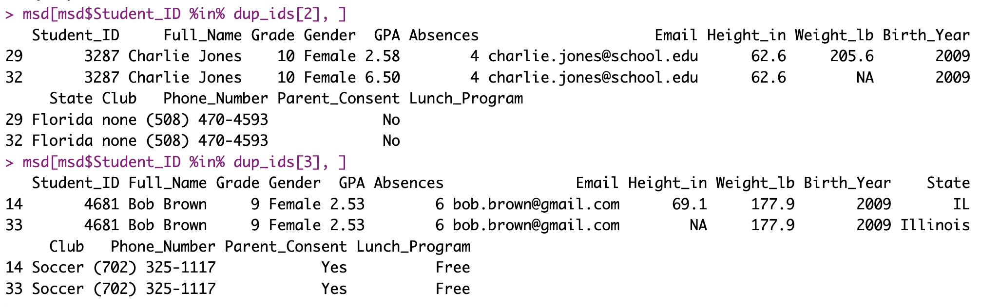 > msd[msd$Student_ID %in% dup_ids[2], ]
   Student_ID     Full_Name Grade Gender  GPA Absences                    Email Height_in Weight_lb Birth_Year
29       3287 Charlie Jones    10 Female 2.58        4 charlie.jones@school.edu      62.6     205.6       2009
32       3287 Charlie Jones    10 Female 6.50        4 charlie.jones@school.edu      62.6        NA       2009
     State Club   Phone_Number Parent_Consent Lunch_Program
29 Florida none (508) 470-4593             No
32 Florida none (508) 470-4593             No
> msd[msd$Student_ID %in% dup_ids[3], ]
   Student_ID Full_Name Grade Gender  GPA Absences               Email Height_in Weight_lb Birth_Year    State
14       4681 Bob Brown     9 Female 2.53        6 bob.brown@gmail.com      69.1     177.9       2009       IL
33       4681 Bob Brown     9 Female 2.53        6 bob.brown@gmail.com        NA     177.9       2009 Illinois
     Club   Phone_Number Parent_Consent Lunch_Program
14 Soccer (702) 325-1117            Yes          Free
33 Soccer (702) 325-1117            Yes          Free